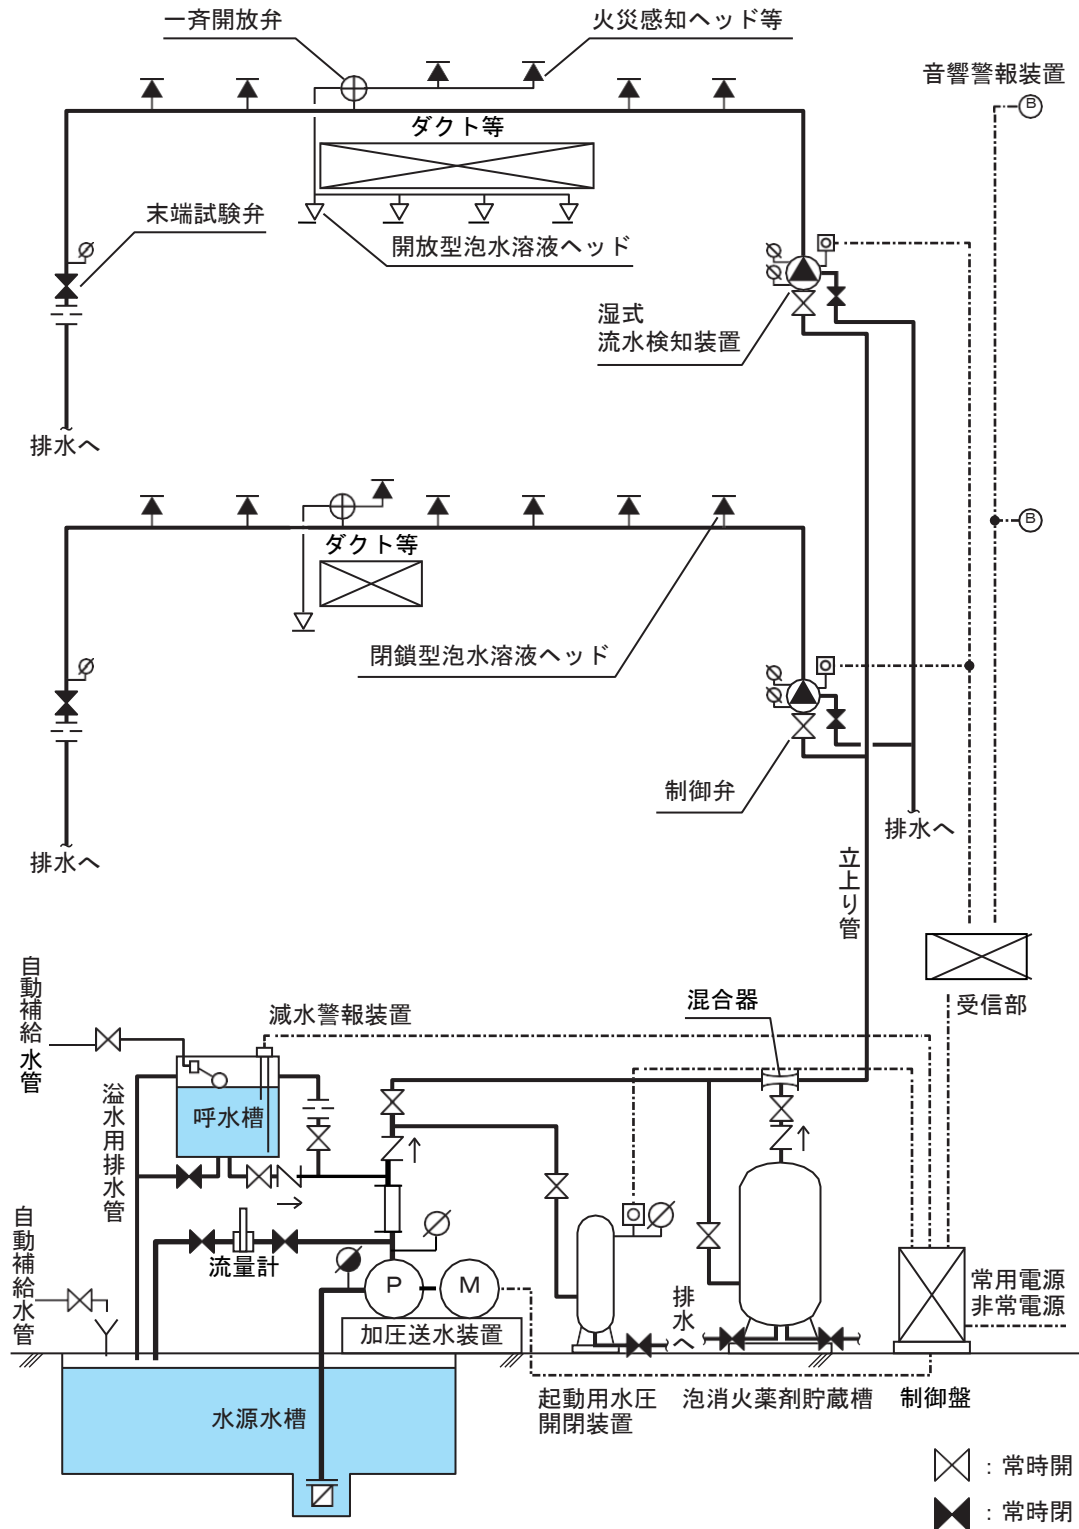 一斉開放弁
火災感知ヘッド等
音響警報装置
B
ダクト等
末端試験弁
開放型泡水溶液ヘッド
湿式
流水検知装置
排水へ
B
ダクト等
閉鎖型泡水溶液ヘッド
制御弁
排水へ
排水へ
立上り管
自動補給水管
減水警報装置
混合器
受信部
溢水用排水管
呼水槽
自動補給水管
流量計
P
M
加圧送水装置
排水へ
常用電源
非常電源
水源水槽
起動用水圧
開閉装置
泡消火薬剤貯蔵槽
制御盤
：常時開
：常時閉